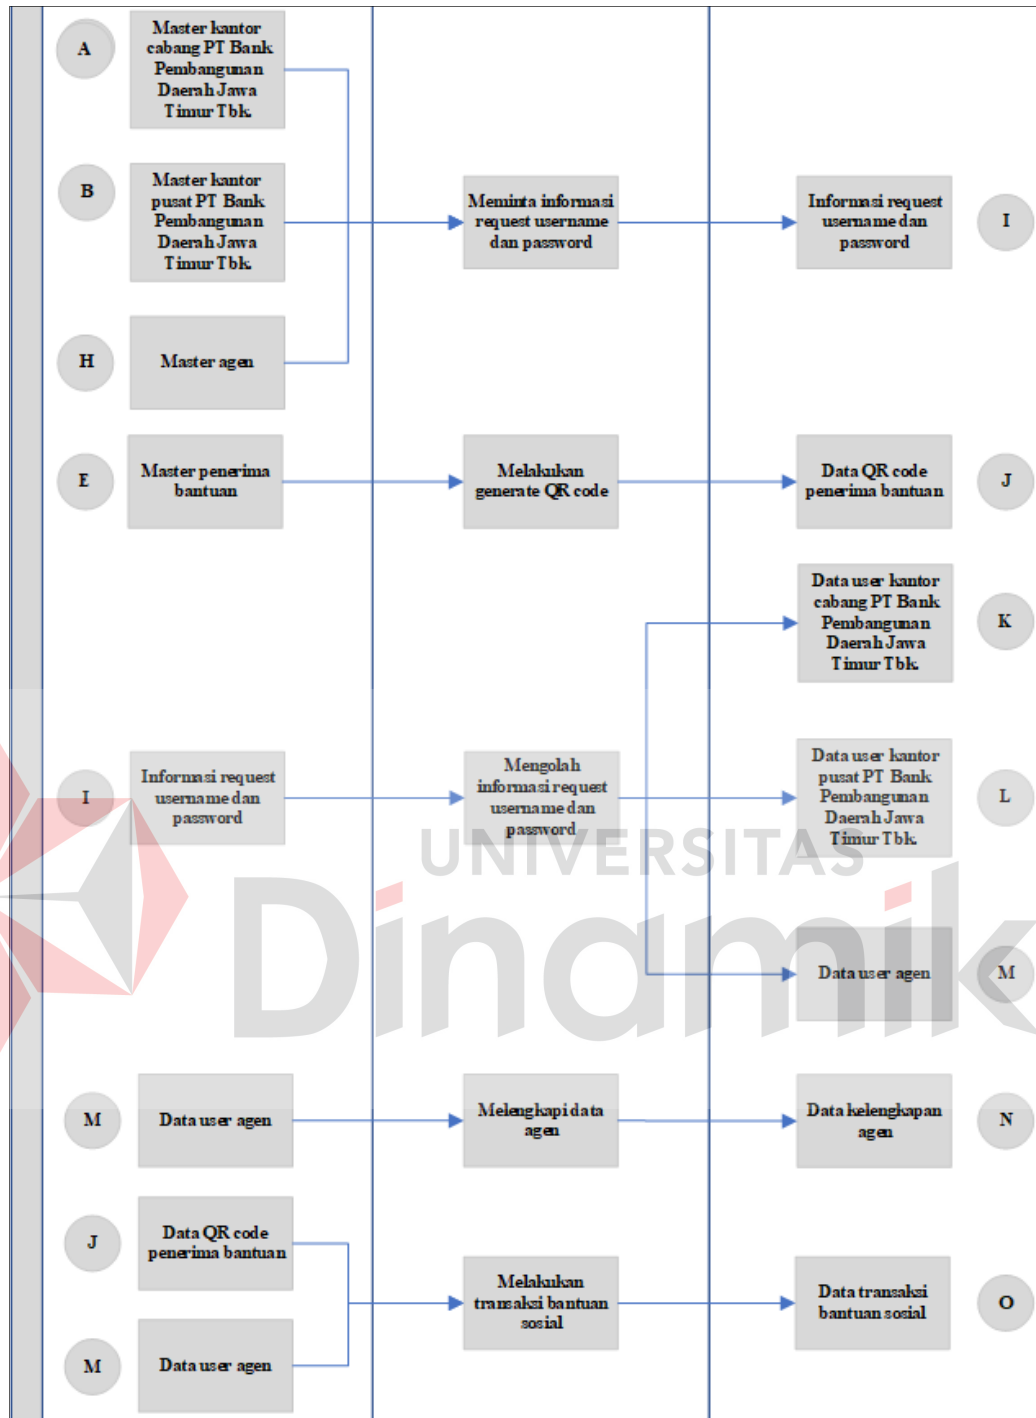 A
Master kantor
cabang PT Bank
Pembangunan
Daerah Jawa
Timur Tbk.
B
Master kantor
pusat PT Bank
Pembangunan
Daerah Jawa
Timur Tbk.
Meminta informasi
request username
dan password
Informasi request
username dan
password
I
H
Master agen
E
Master penerima
bantuan
Melakukan
generate QR code
Data QR code
penerima bantuan
J
Data user kantor
cabang PT Bank
Pembangunan
Daerah Jawa
Timur Tbk.
K
I
Informasi request
username dan
password
Mengolah
informasi request
username dan
password
Data user kantor
pusat PT Bank
Pembangunan
Daerah Jawa
Timur Tbk.
L
UNIVERSITAS
Dinamika
Data user agen
M
M
Data user agen
Melengkapi data
agen
Data kelengkapan
agen
N
J
Data QR code
penerima bantuan
Melakukan
transaksi bantuan
sosial
Data transaksi
bantuan sosial
O
M
Data user agen